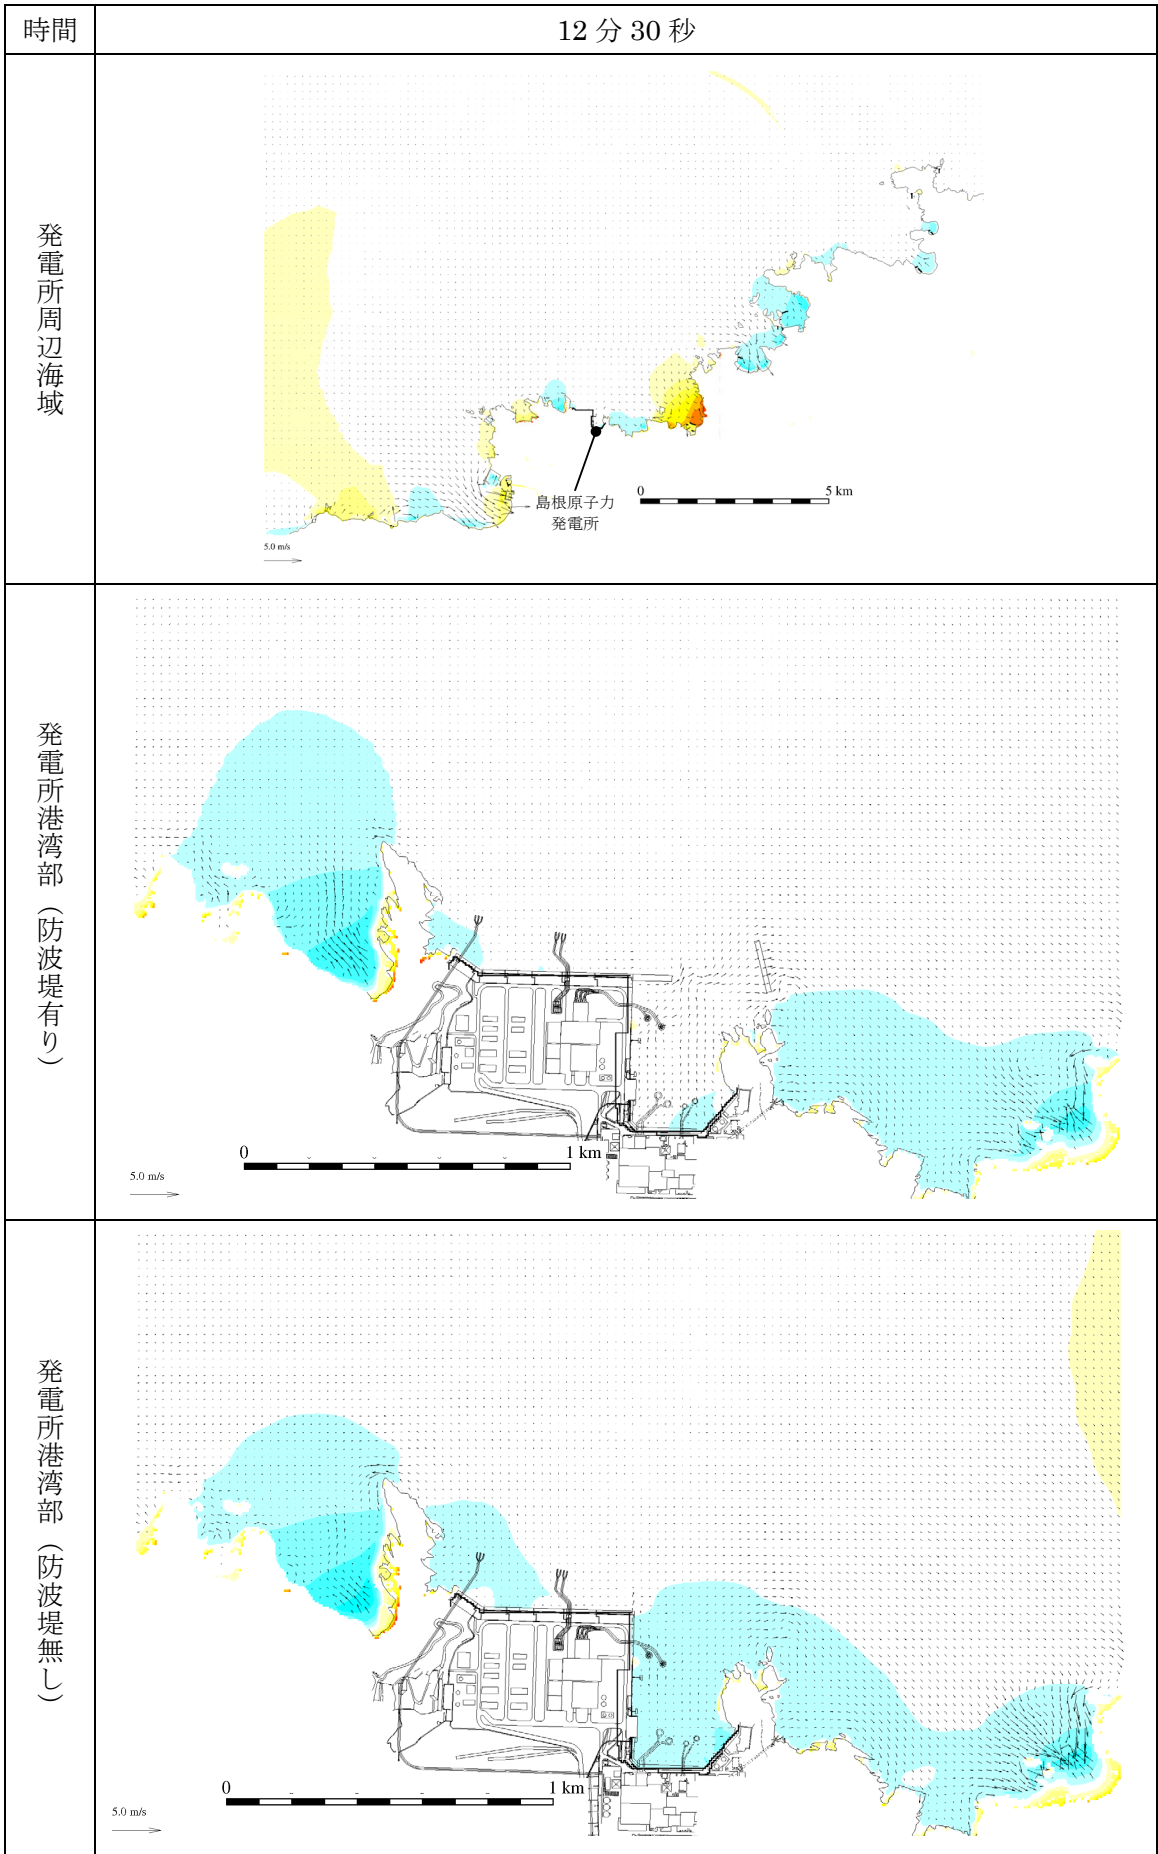 時間
12分30秒
発電所周辺海域
島根原子力
発電所
0 5 km
5.0 m/s
発電所港湾部（防波堤有り）
0 1 km
5.0 m/s
発電所港湾部（防波堤無し）
0 1 km
5.0 m/s